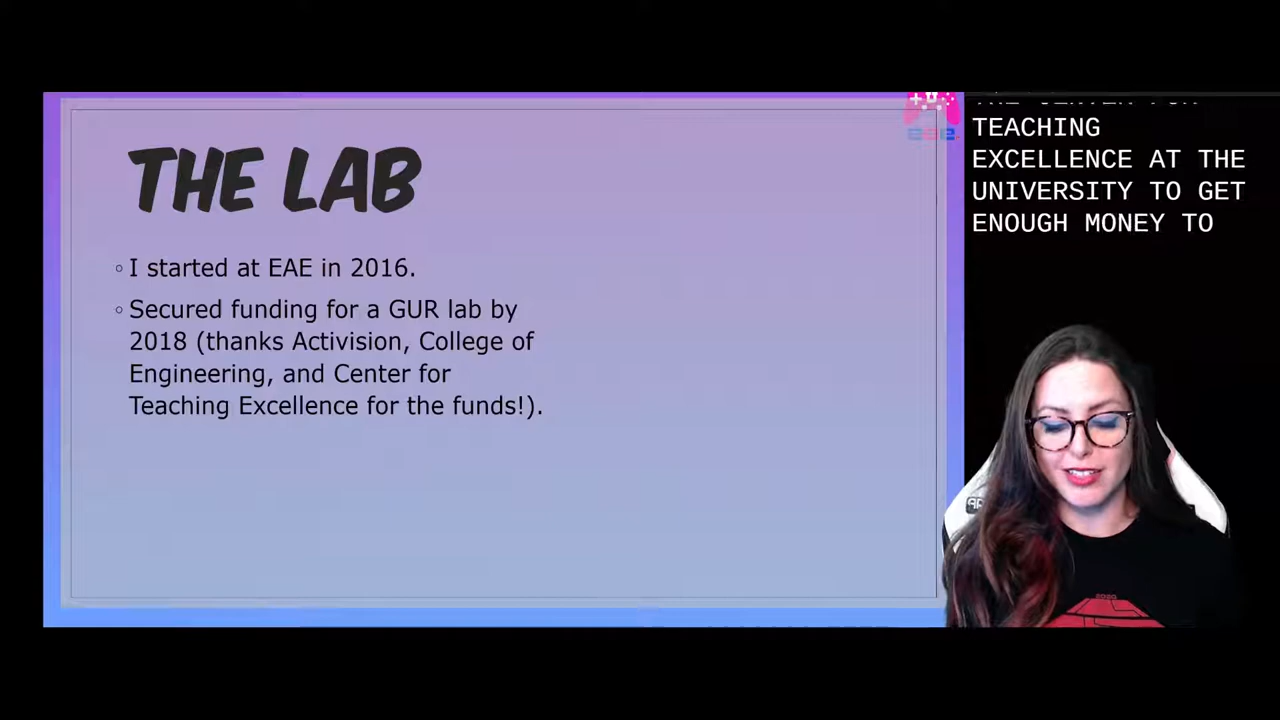 THE LAB
◦ I started at EAE in 2016.
◦ Secured funding for a GUR lab by
2018 (thanks Activision, College of
Engineering, and Center for
Teaching Excellence for the funds!).
eae
TEACHING
EXCELLENCE AT THE
UNIVERSITY TO GET
ENOUGH MONEY TO